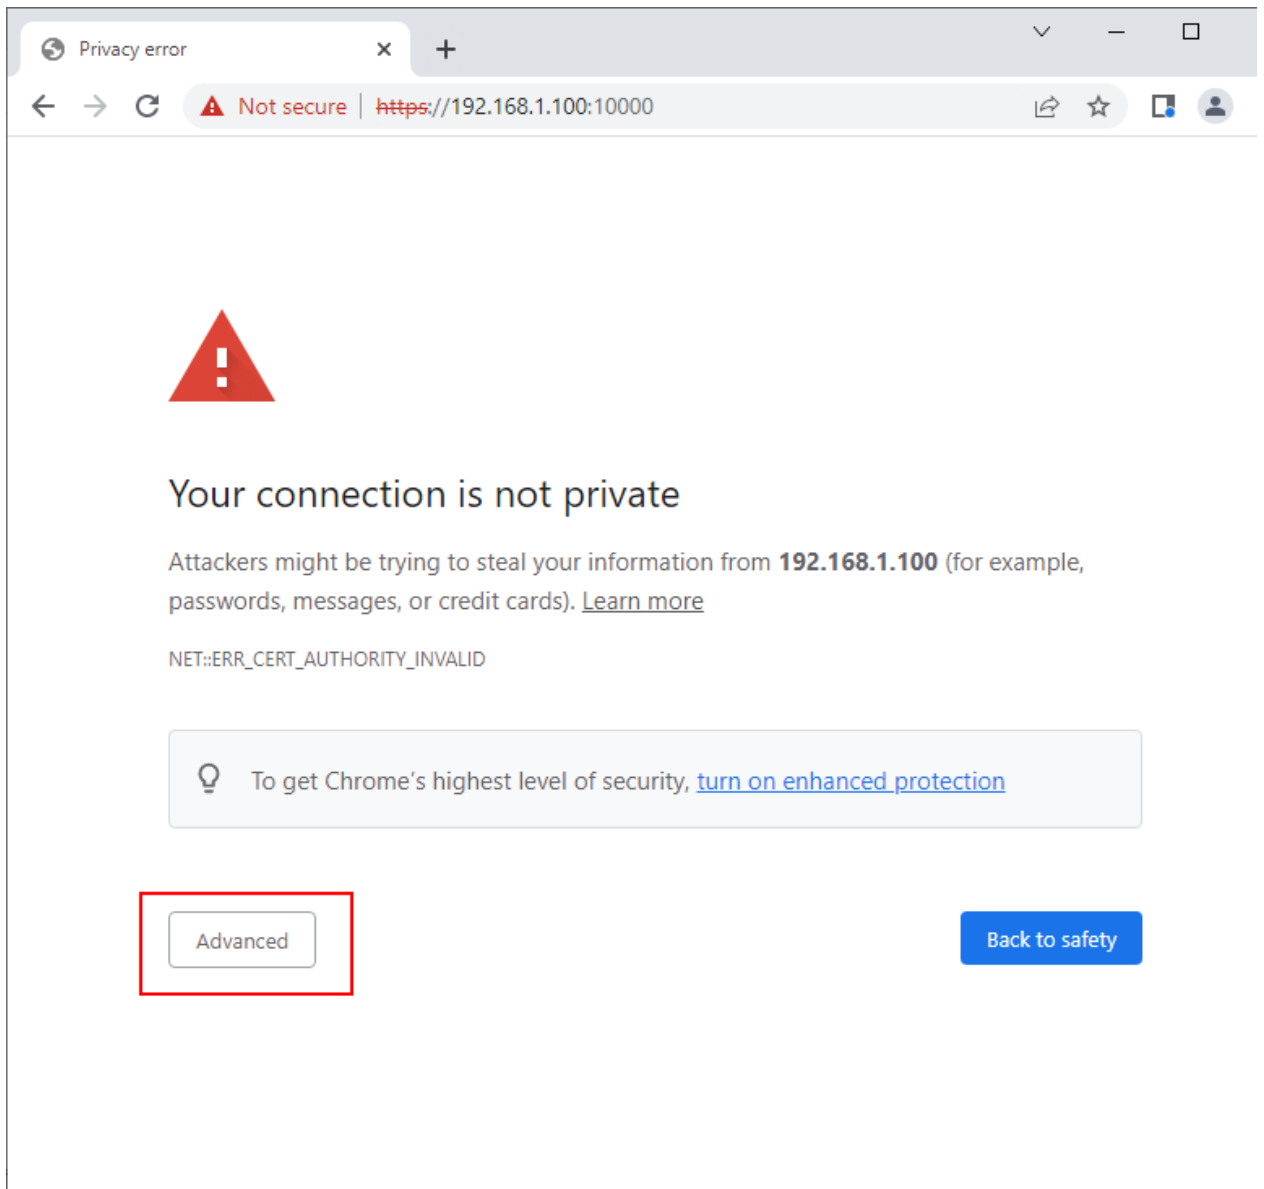 Privacy error
Not secure https://192.168.1.100:10000
Your connection is not private
Attackers might be trying to steal your information from 192.168.1.100 (for example,
passwords, messages, or credit cards). Learn more
NET::ERR_CERT_AUTHORITY_INVALID
To get Chrome’s highest level of security, turn on enhanced protection
Advanced
Back to safety